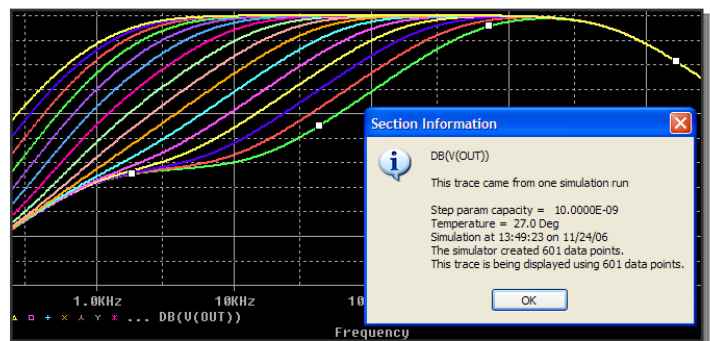 Section Information
DB(V(OUT))
This trace came from one simulation run
Step param capacity = 10.0000E-09
Temperature = 27.0 Deg
Simulation at 13:49:23 on 11/24/06
The simulator created 601 data points.
This trace is being displayed using 601 data points.
OK
1.0KHz 10KHz 10
... DB(V(OUT))
Frequency